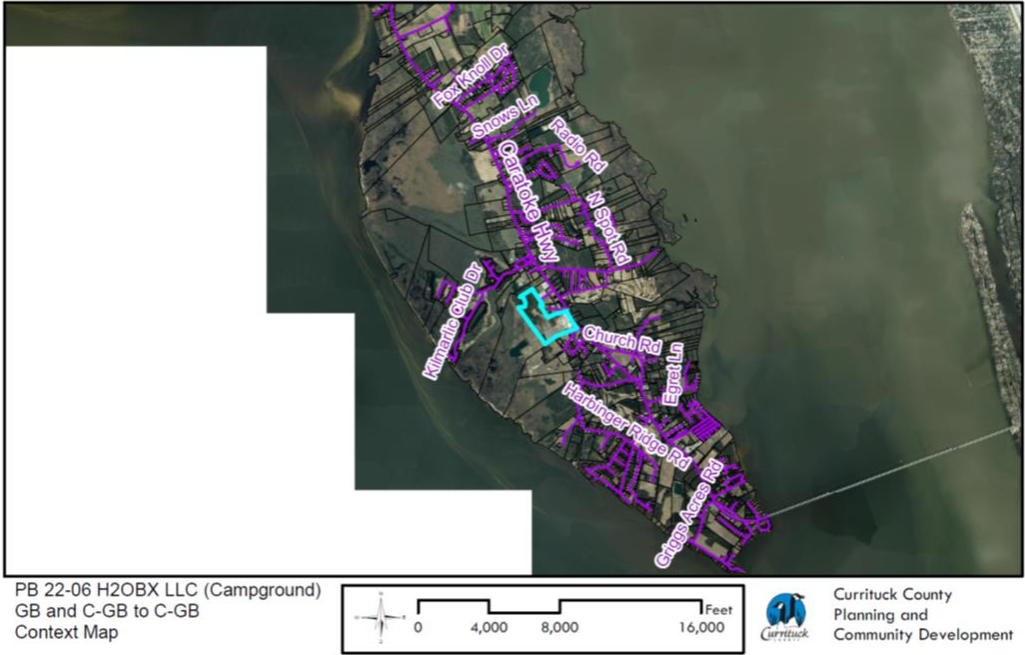 Fox Knoll Dr
Snows Ln
Radio Rd
Caratoke Hwy
N Spot Rd
Kilmarlic Club Dr
Church Rd
Egret Ln
Harbinger Ridge Rd
Griggs Acres Rd
PB 22-06 H2OBX LLC (Campground)
GB and C-GB to C-GB
Context Map
Feet
0 4,000 8,000 16,000
Currituck
Currituck County
Planning and
Community Development